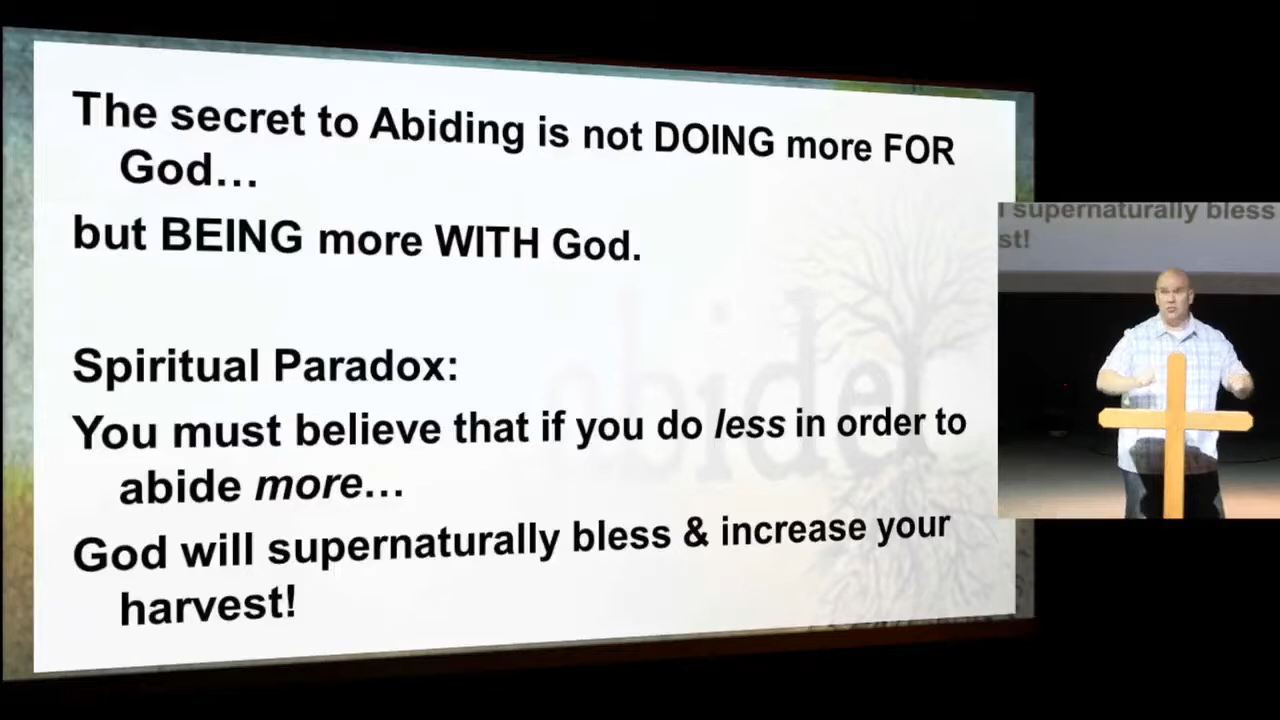 The secret to Abiding is not DOING more FOR
God…
but BEING more WITH God.
Spiritual Paradox:
You must believe that if you do less in order to
abide more…
God will supernaturally bless & increase your
harvest!
abide
supernaturally bless
st!